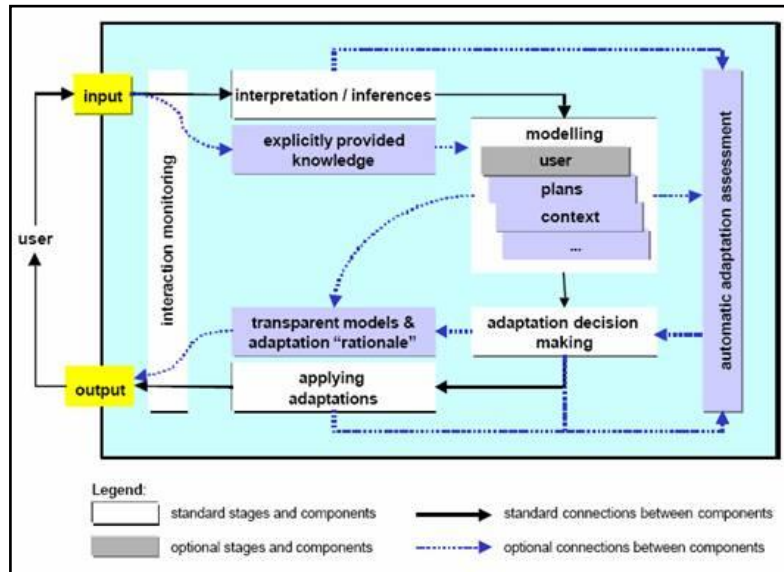 input
interpretation / inferences
explicitly provided
knowledge
modelling
user
plans
context
...
user
interaction monitoring
automatic adaptation assessment
transparent models &
adaptation “rationale”
adaptation decision
making
output
applying
adaptations
Legend:
standard stages and components
standard connections between components
optional stages and components
optional connections between components